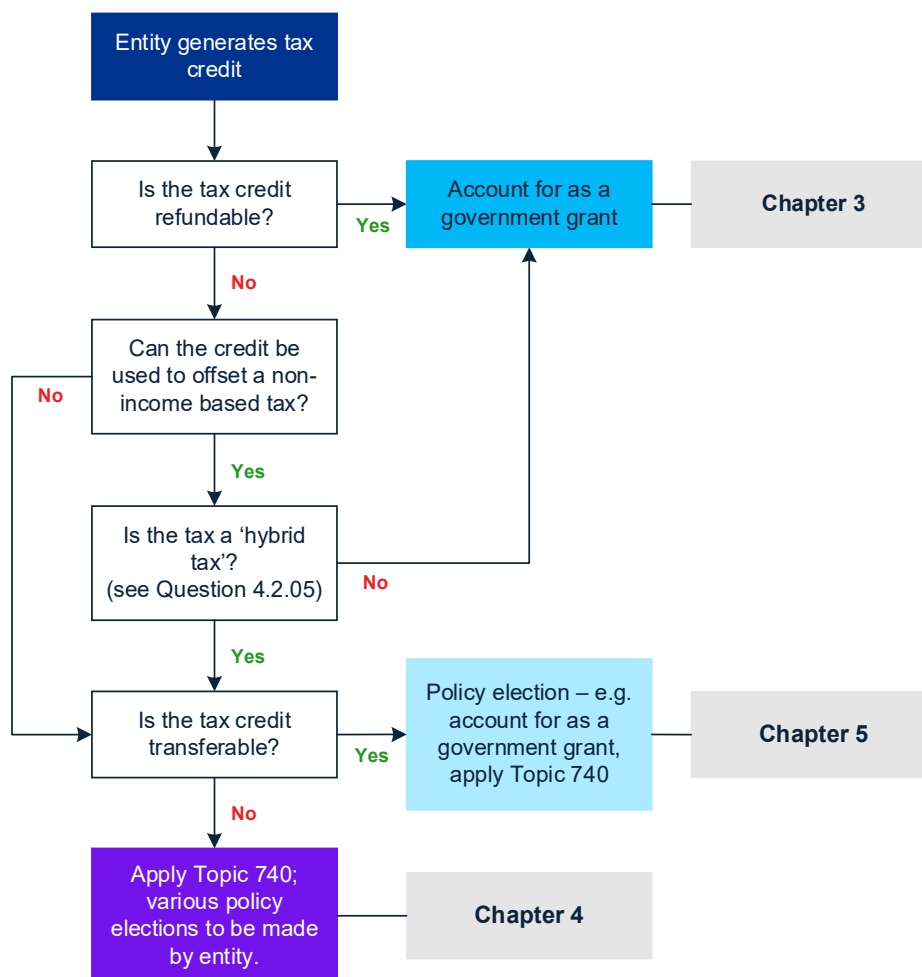 Entity generates tax
credit
Is the tax credit
refundable?
Yes
Account for as a
government grant
Chapter 3
No
Can the credit be
used to offset a non-
income based tax?
No
Yes
Is the tax a ‘hybrid
tax’?
(see Question 4.2.05)
No
Yes
Is the tax credit
transferable?
Yes
Policy election – e.g.
account for as a
government grant,
apply Topic 740
Chapter 5
No
Apply Topic 740;
various policy
elections to be made
by entity.
Chapter 4